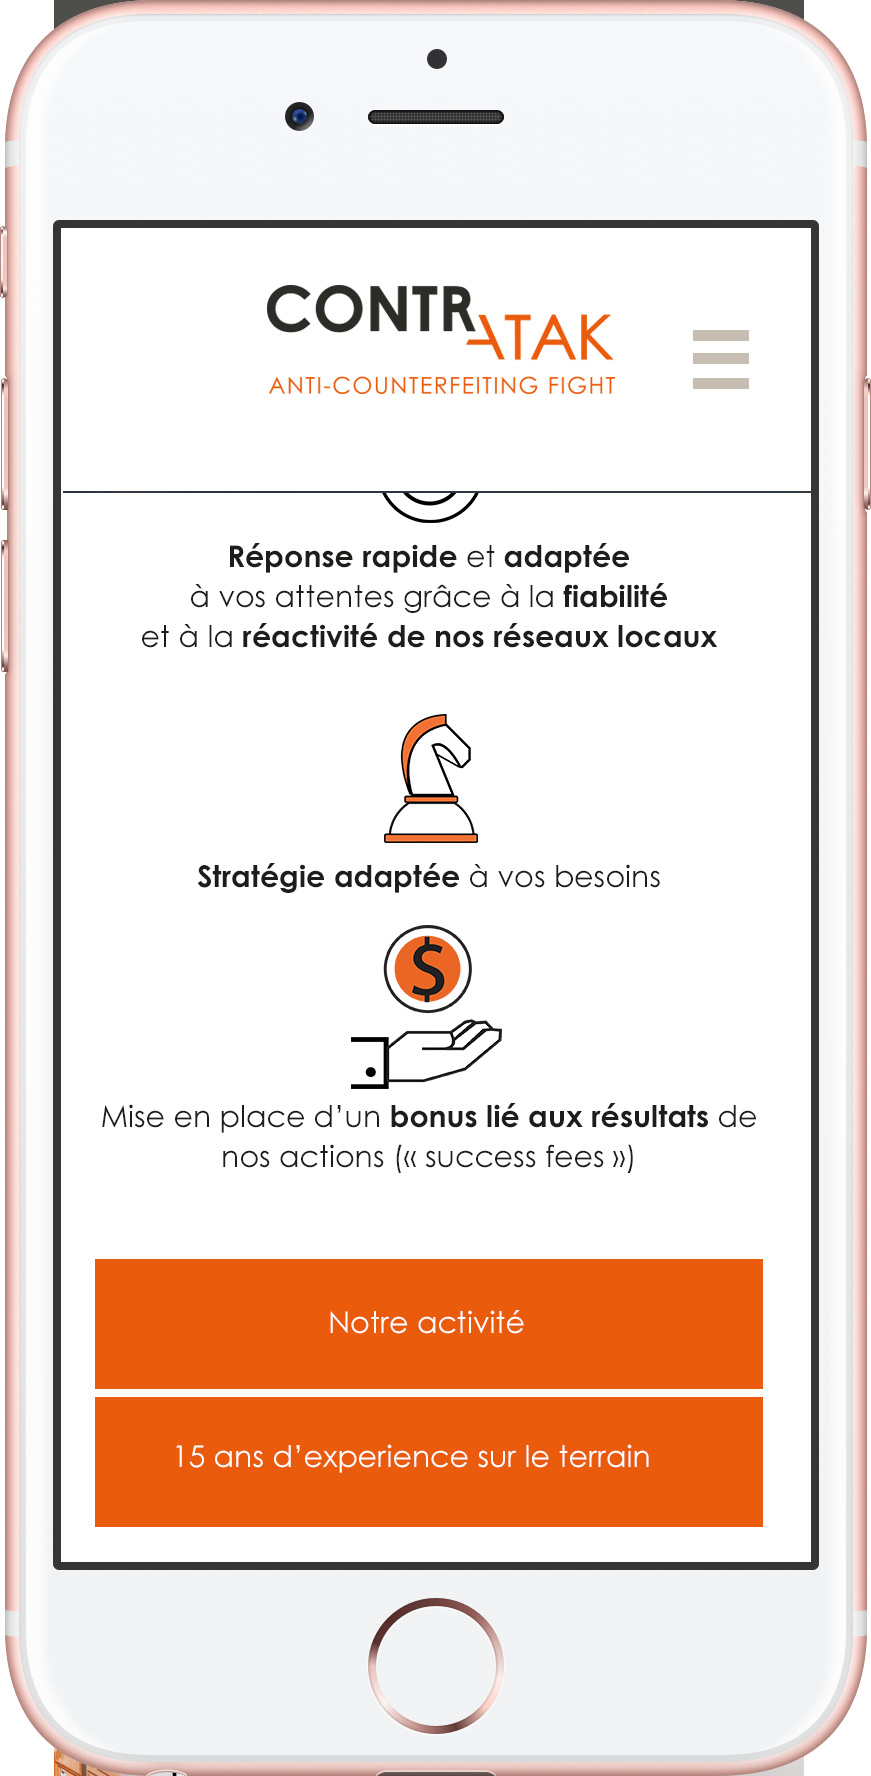 CONTR
ATAK
ANTI-COUNTERFEITING FIGHT
Réponse rapide et adaptée
à vos attentes grâce à la fiabilité
et à la réactivité de nos réseaux locaux
Stratégie adaptée à vos besoins
$
Mise en place d’un bonus lié aux résultats de
nos actions (« success fees »)
Notre activité
15 ans d’experience sur le terrain